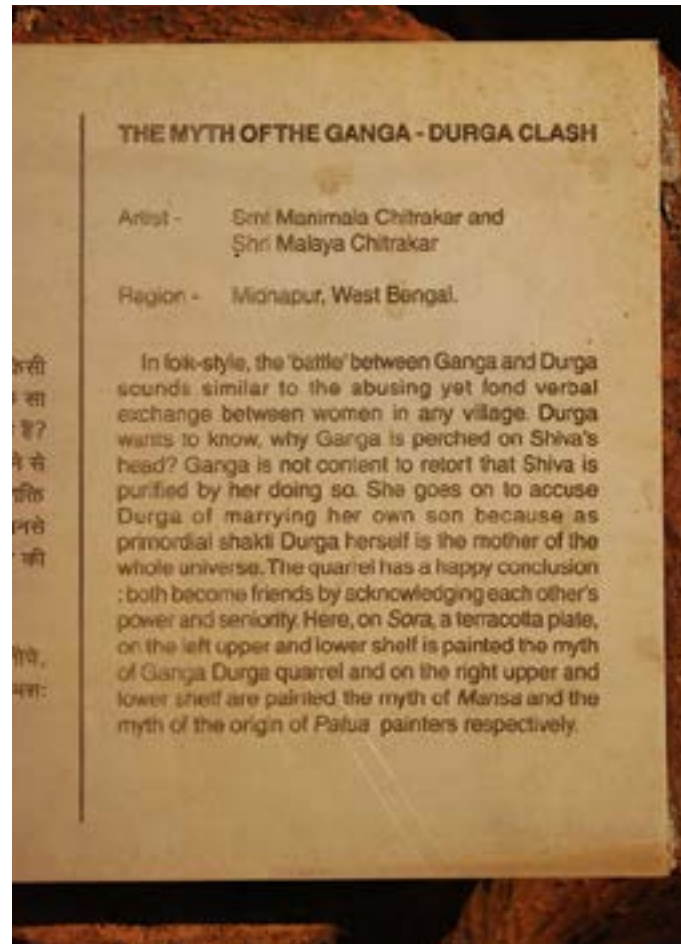 THE MYTH OF THE GANGA - DURGA CLASH
Artist - Smt Manimala Chitrakar and
Shri Malaya Chitrakar
Region - Midnapur, West Bengal.
In folk-style, the 'battle' between Ganga and Durga
sounds similar to the abusing yet fond verbal
exchange between women in any village. Durga
wants to know, why Ganga is perched on Shiva's
head? Ganga is not content to retort that Shiva is
purified by her doing so. She goes on to accuse
Durga of marrying her own son because as
primordial shakti Durga herself is the mother of the
whole universe. The quarrel has a happy conclusion
: both become friends by acknowledging each other's
power and seniority. Here, on Sora, a terracotta plate,
on the left upper and lower shelf is painted the myth
of Ganga Durga quarrel and on the right upper and
lower shelf are painted the myth of Mansa and the
myth of the origin of Patua painters respectively.
सा
है?
से
की